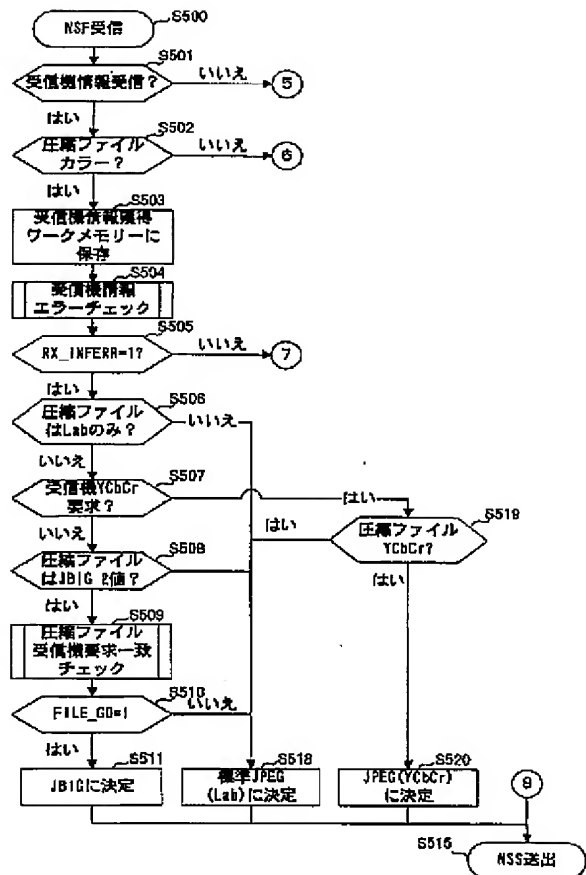 NSF受信
S500
S501
受信機情報受信？
いいえ
5
はい
S502
圧縮ファイル
カラー？
いいえ
6
はい
S503
受信機情報獲得
ワークメモリーに
保存
S504
受信機情報
エラーチェック
S505
RX_INFERR=1?
いいえ
7
はい
S506
圧縮ファイル
はLabのみ？
いいえ
いいえ
S507
受信機YCbCr
要求？
はい
S519
圧縮ファイル
YCbCr?
はい
はい
いいえ
S508
圧縮ファイル
はJBIG 2値？
はい
S509
圧縮ファイル
受信機要求一致
チェック
S510
FILE_GO=1
いいえ
はい
S511
JBIGに決定
S518
標準JPEG
(Lab)に決定
S520
JPEG(YCbCr)
に決定
8
S515
NSS送出